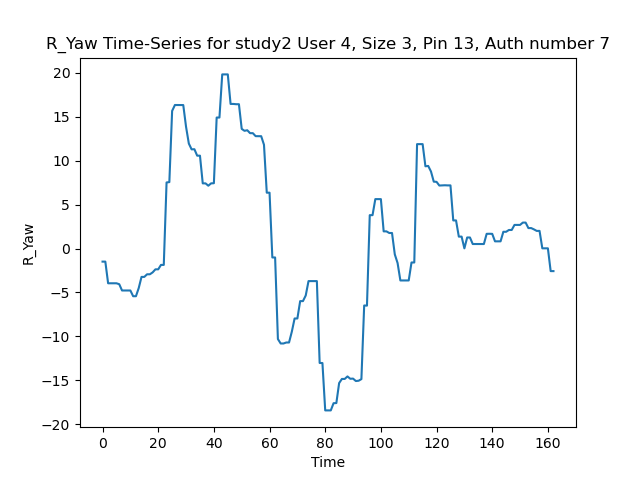 R_Yaw Time-Series for study2 User 4, Size 3, Pin 13, Auth number 7
20
15
10
5
0
−5
−10
−15
−20
R_Yaw
0 20 40 60 80 100 120 140 160
Time